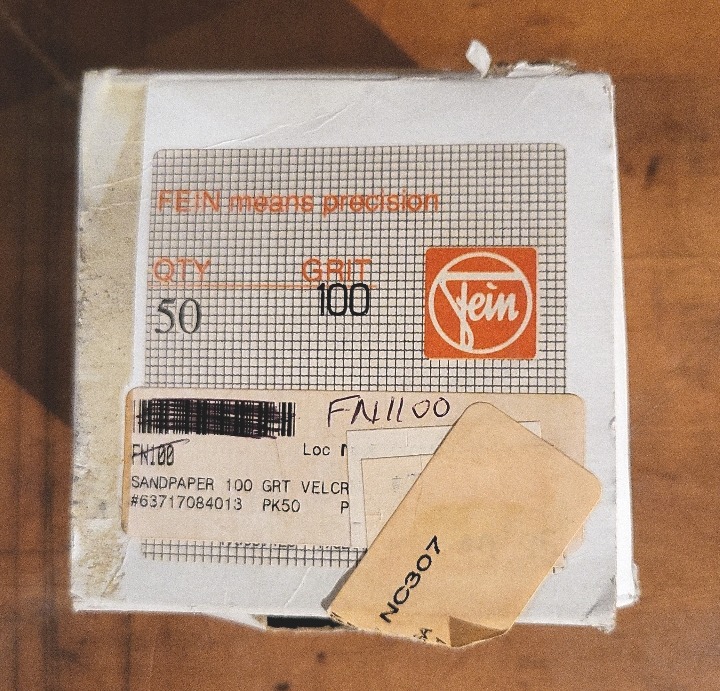 FEIN means precision
QTY GRIT
50 100
fein
FN1100
FN100 Loc
SANDPAPER 100 GRT VELCR
#63717084013 PK50 P
NC307